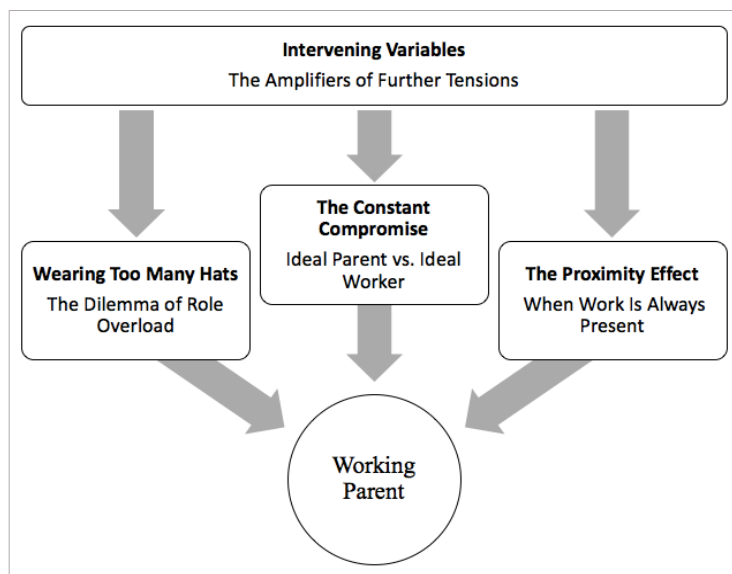 Intervening Variables
The Amplifiers of Further Tensions
The Constant
Compromise
Ideal Parent vs. Ideal
Worker
Wearing Too Many Hats
The Dilemma of Role
Overload
The Proximity Effect
When Work Is Always
Present
Working
Parent